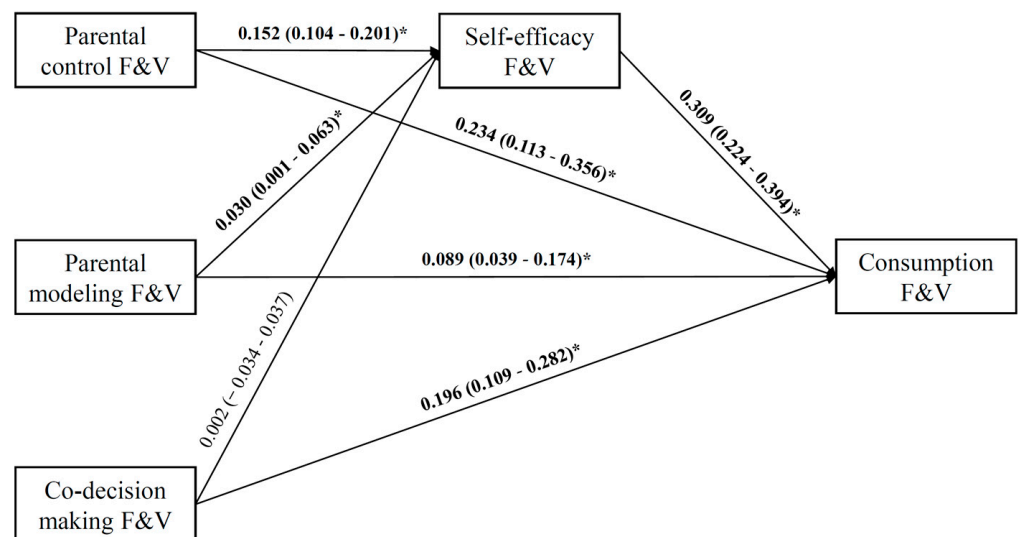 Parental
control F&V
0.152 (0.104 - 0.201)*
Self-efficacy
F&V
0.309 (0.224 - 0.394)*
0.234 (0.113 - 0.356)*
0.030 (0.001 - 0.063)*
Parental
modeling F&V
0.089 (0.039 - 0.174)*
Consumption
F&V
0.002 (− 0.034 - 0.037)
0.196 (0.109 - 0.282)*
Co-decision
making F&V